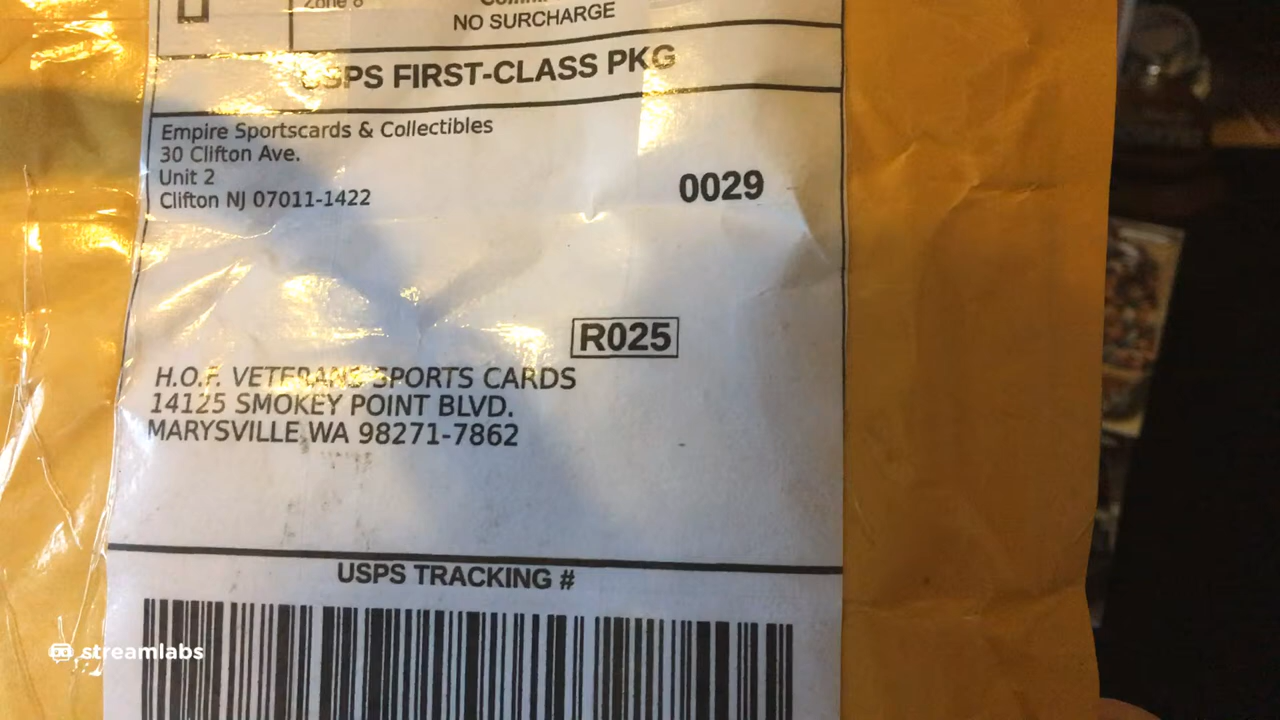 Zone 8
NO SURCHARGE
USPS FIRST-CLASS PKG
Empire Sportscards & Collectibles
30 Clifton Ave.
Unit 2
Clifton NJ 07011-1422
0029
R025
H.O.F. VETERANS SPORTS CARDS
14125 SMOKEY POINT BLVD.
MARYSVILLE WA 98271-7862
USPS TRACKING #
streamlabs